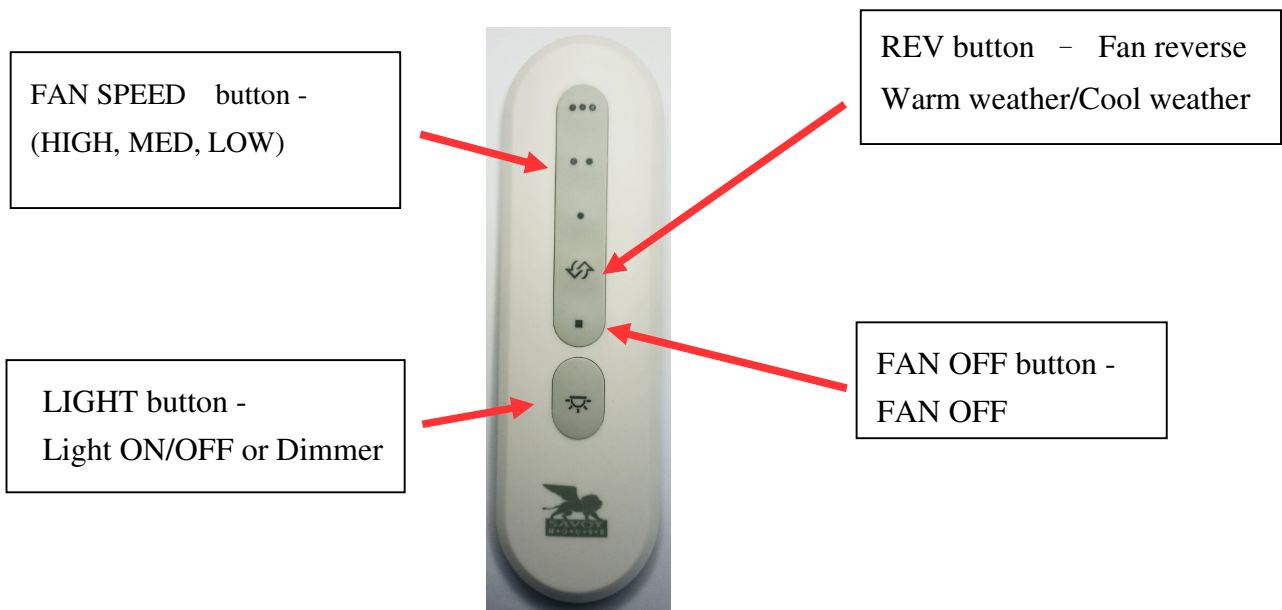 FAN SPEED button -
(HIGH, MED, LOW)
REV button - Fan reverse
Warm weather/Cool weather
LIGHT button -
Light ON/OFF or Dimmer
FAN OFF button -
FAN OFF
SAVOY
H•O•U•S•E